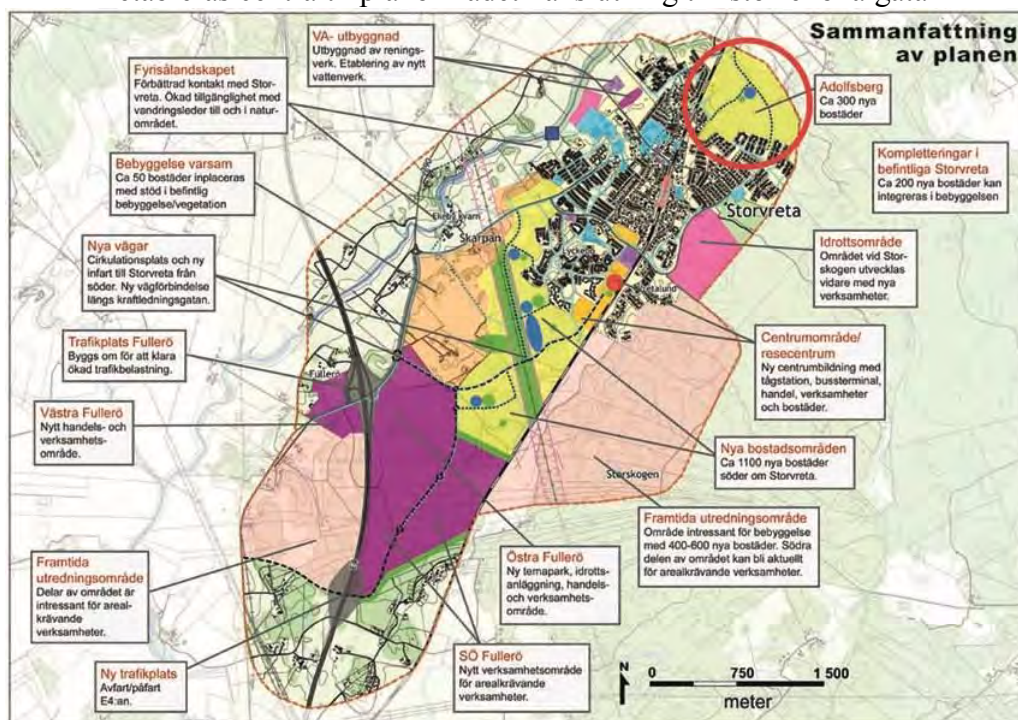 Sammanfattning
av planen
VA- utbyggnad
Utbyggnad av renings-
verk. Etablering av nytt
vattenverk.
Fyrisålandskapet
Förbättrad kontakt med Stor-
vreta. Ökad tillgänglighet med
vandringsleder till och i natur-
området.
Adolfsberg
Ca 300 nya
bostäder
Bebyggelse varsam
Ca 50 bostäder inplaceras
med stöd i befintlig
bebyggelse/vegetation
Kompletteringar i
befintliga Storvreta
Ca 200 nya bostäder kan
integreras i bebyggelsen
Storvreta
Skarpan
Nya vägar
Cirkulationsplats och ny
infart till Storvreta från
söder. Ny vägförbindelse
längs kraftledningsgatan.
Idrottsområde
Området vid Stor-
skogen utvecklas
vidare med nya
verksamheter.
Trafikplats Fullerö
Byggs om för att klara
ökad trafikbelastning.
Fullerö
Centrumområde/
resecentrum
Ny centrumbildning med
tågstation, bussterminal,
handel, verksamheter
och bostäder.
Västra Fullerö
Nytt handels- och
verksamhets-
område.
Nya bostadsområden
Ca 1100 nya bostäder
söder om Storvreta.
Storskogen
Framtida utredningsområde
Område intressant för bebyggelse
med 400-600 nya bostäder. Södra
delen av området kan bli aktuellt
för arealkrävande verksamheter.
Framtida
utredningsområde
Delar av området är
intressant för areal-
krävande
verksamheter.
Östra Fullerö
Ny temapark, idrotts-
anläggning, handels-
och verksamhets-
område.
Ny trafikplats
Avfart/påfart
E4:an.
SÖ Fullerö
Nytt verksamhetsområde
för arealkrävande
verksamheter.
N
0 750 1 500
meter